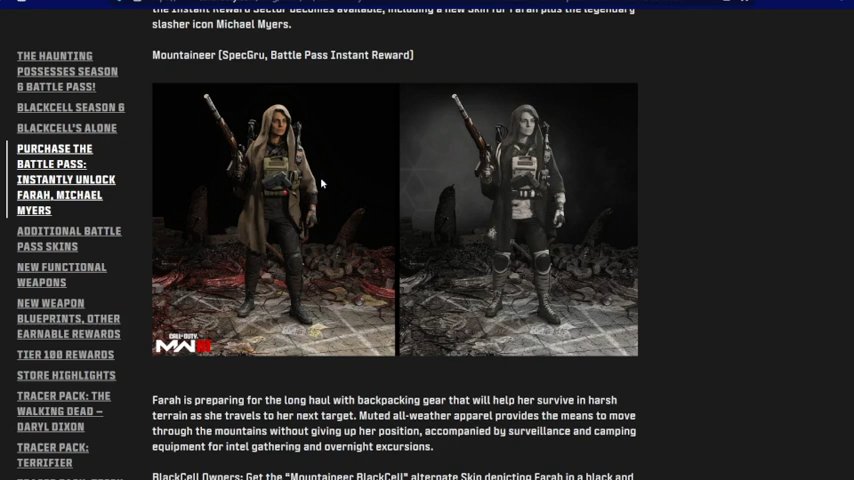 the Instant Reward Sector becomes available, including a new Skin for Farah plus the legendary
slasher icon Michael Myers.
Mountaineer (SpecGru, Battle Pass Instant Reward)
THE HAUNTING
POSSESSES SEASON
6 BATTLE PASS!
BLACKCELL SEASON 6
BLACKCELL'S ALONE
PURCHASE THE
BATTLE PASS:
INSTANTLY UNLOCK
FARAH, MICHAEL
MYERS
ADDITIONAL BATTLE
PASS SKINS
NEW FUNCTIONAL
WEAPONS
NEW WEAPON
BLUEPRINTS, OTHER
EARNABLE REWARDS
TIER 100 REWARDS
STORE HIGHLIGHTS
TRACER PACK: THE
WALKING DEAD –
DARYL DIXON
TRACER PACK:
TERRIFIER
CALL OF DUTY
MW III
Farah is preparing for the long haul with backpacking gear that will help her survive in harsh
terrain as she travels to her next target. Muted all-weather apparel provides the means to move
through the mountains without giving up her position, accompanied by surveillance and camping
equipment for intel gathering and overnight excursions.
BlackCell Owners: Get the "Mountaineer BlackCell" alternate Skin depicting Farah in a black and